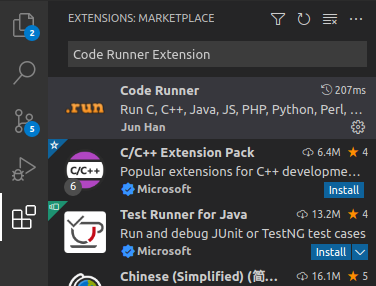 EXTENSIONS: MARKETPLACE
2
Code Runner Extension
.run
Code Runner
207ms
Run C, C++, Java, JS, PHP, Python, Perl, ...
Jun Han
5
C/C++
6
C/C++ Extension Pack
6.4M
4
Popular extensions for C++ developme...
Microsoft
Install
Test Runner for Java
13.2M
4
Run and debug JUnit or TestNG test cases
Microsoft
Install
Chinese (Simplified) (简...
16.1M
5